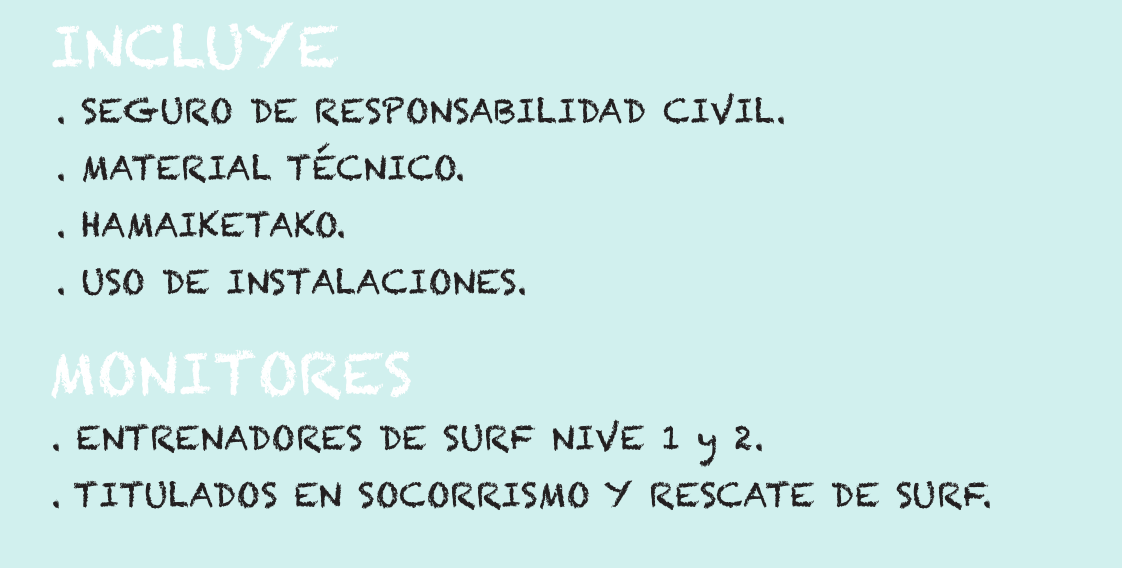 INCLUYE
. SEGURO DE RESPONSABILIDAD CIVIL.
. MATERIAL TÉCNICO.
. HAMAIKETAKO.
. USO DE INSTALACIONES.
MONITORES
. ENTRENADORES DE SURF NIVE 1 y 2.
. TITULADOS EN SOCORRISMO Y RESCATE DE SURF.